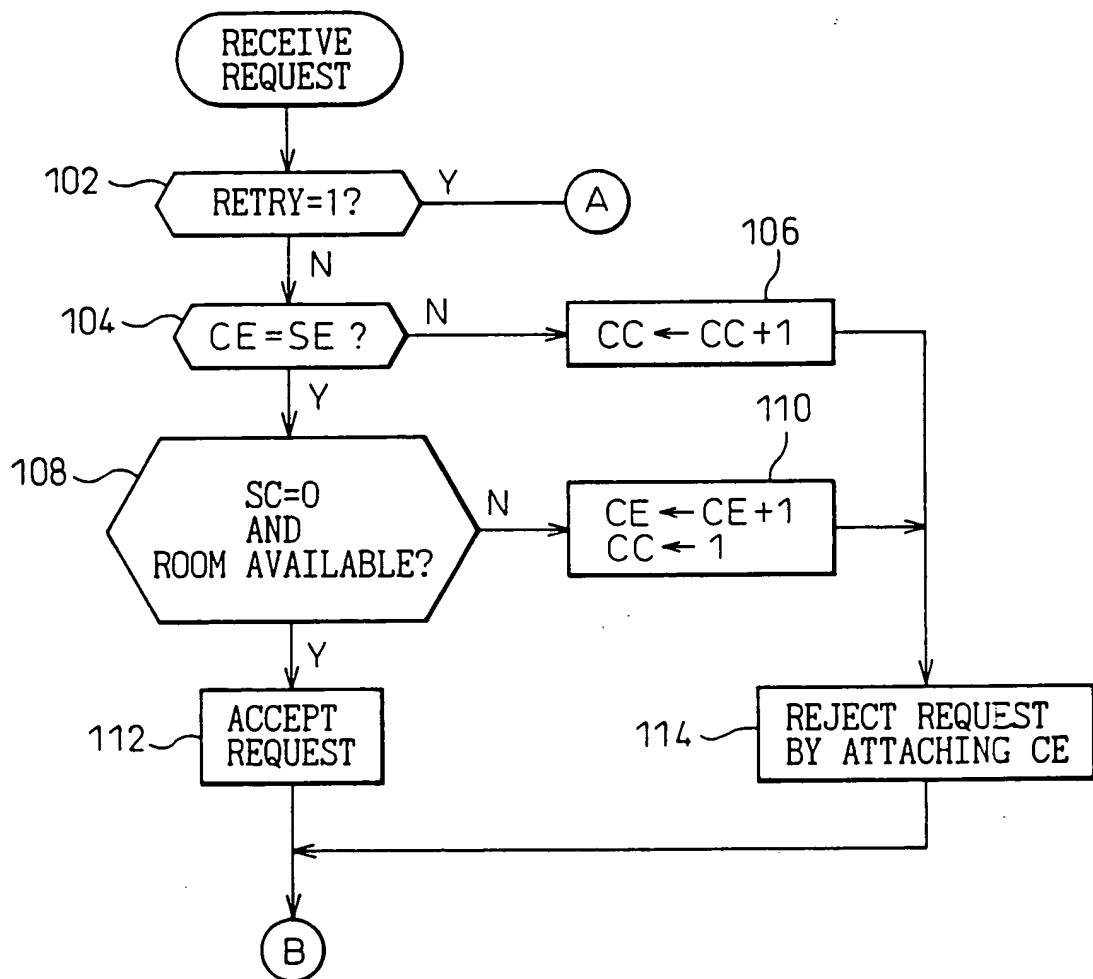 RECEIVE
REQUEST
102
RETRY=1?
Y
A
N
106
104
CE=SE ?
N
CC←CC+1
Y
110
108
SC=0
AND
ROOM AVAILABLE?
N
CE←CE+1
CC←1
Y
112
ACCEPT
REQUEST
114
REJECT REQUEST
BY ATTACHING CE
B